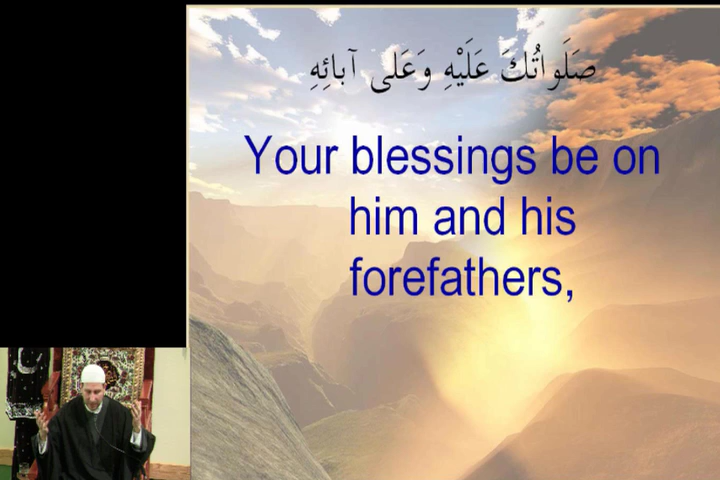 صَلَواتُكَ عَلَيْهِ وَعَلى آبائِهِ
Your blessings be on
him and his
forefathers,